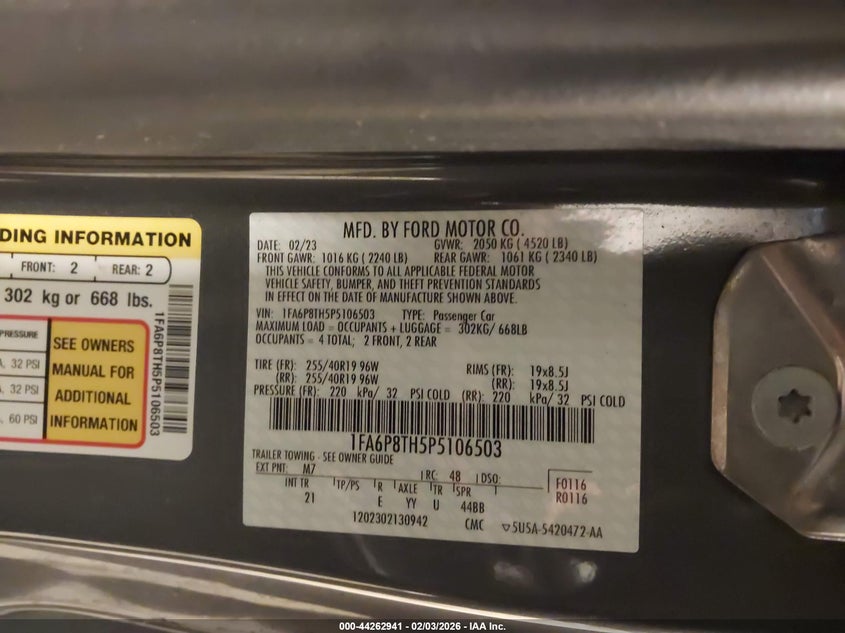 DING INFORMATION
FRONT: 2 REAR: 2
302 kg or 668 lbs.
PRESSURE
32 PSI
32 PSI
60 PSI
SEE OWNERS
MANUAL FOR
ADDITIONAL
INFORMATION
1FA6P8TH5P5106503
MFD. BY FORD MOTOR CO.
DATE: 02/23 GVWR: 2050 KG ( 4520 LB)
FRONT GAWR: 1016 KG ( 2240 LB) REAR GAWR: 1061 KG ( 2340 LB)
THIS VEHICLE CONFORMS TO ALL APPLICABLE FEDERAL MOTOR
VEHICLE SAFETY, BUMPER, AND THEFT PREVENTION STANDARDS
IN EFFECT ON THE DATE OF MANUFACTURE SHOWN ABOVE.
VIN: 1FA6P8TH5P5106503 TYPE: Passenger Car
MAXIMUM LOAD = OCCUPANTS + LUGGAGE = 302KG/ 668LB
OCCUPANTS = 4 TOTAL; 2 FRONT, 2 REAR
TIRE (FR): 255/40R19 96W RIMS (FR): 19x8.5J
(RR): 255/40R19 96W (RR): 19x8.5J
PRESSURE (FR): 220 kPa/ 32 PSI COLD (RR): 220 kPa/ 32 PSI COLD
1FA6P8TH5P5106503
TRAILER TOWING - SEE OWNER GUIDE
EXT PNT: M7 RC: 48 DSO:
INT TR TP/PS R AXLE TR SPR
21 E YY U 44BB
F0116
R0116
1202302130942 CMC 5U5A-5420472-AA
000-44262941 - 02/03/2026 - IAA Inc.